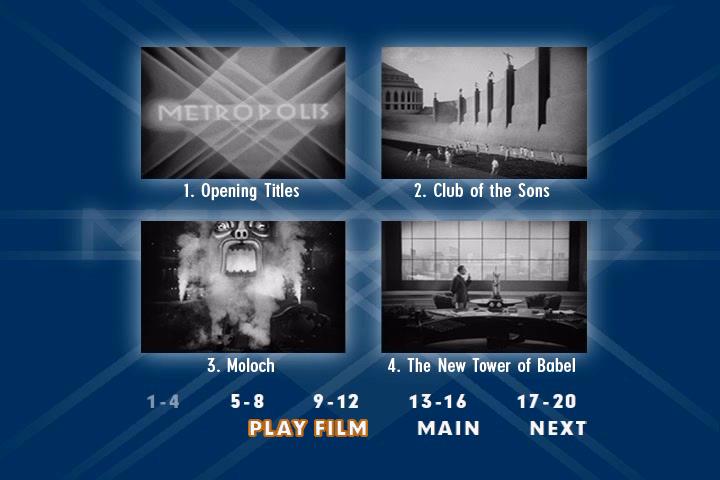 METROPOLIS
1. Opening Titles
2. Club of the Sons
3. Moloch
4. The New Tower of Babel
1-4 5-8 9-12 13-16 17-20
PLAY FILM MAIN NEXT